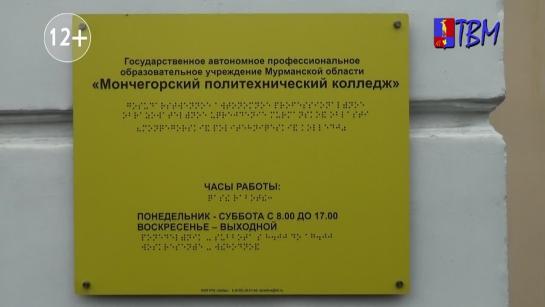 12+
ТВМ
Государственное автономное профессиональное
образовательное учреждение Мурманской области
«Мончегорский политехнический колледж»
ЧАСЫ РАБОТЫ:
ПОНЕДЕЛЬНИК - СУББОТА С 8.00 ДО 17.00
ВОСКРЕСЕНЬЕ – ВЫХОДНОЙ